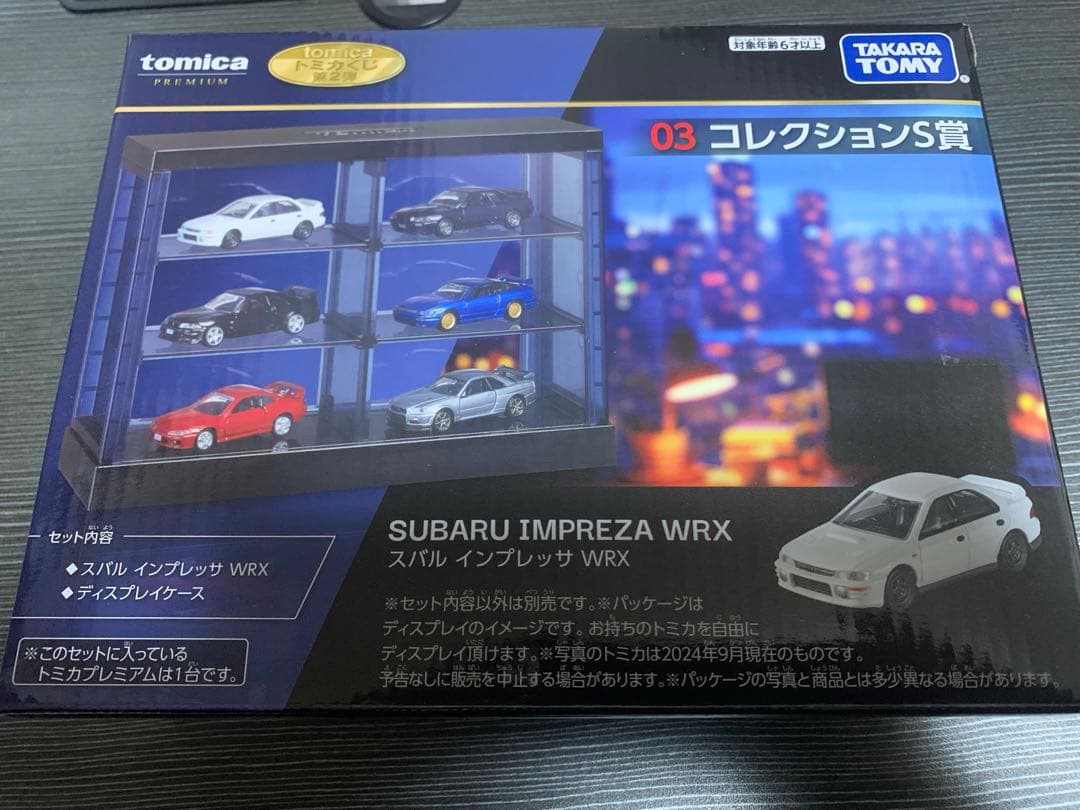 tomica
PREMIUM
tomica
トミカくじ
第2弾
対象年齢6才以上
TAKARA
TOMY
03 コレクションS賞
セット内容
◆スバル インプレッサ WRX
◆ディスプレイケース
※このセットに入っている
トミカプレミアムは1台です。
SUBARU IMPREZA WRX
スバル インプレッサ WRX
※セット内容以外は別売です。※パッケージは
ディスプレイのイメージです。お持ちのトミカを自由に
ディスプレイ頂けます。※写真のトミカは2024年9月現在のものです。
予告なしに販売を中止する場合があります。※パッケージの写真と商品とは多少異なる場合があります。